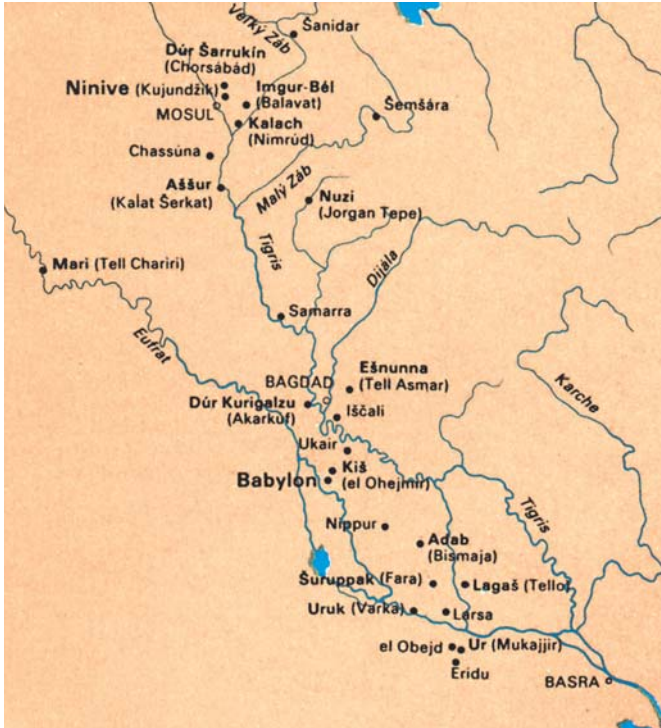 Veľký Záb
Šanidar
Dúr Šarrukín
(Chorsábád)
Ninive (Kujundžik)
Imgur-Bél
(Balavat)
MOSUL
Šemšára
Kalach
(Nimrúd)
Chassúna
Aššur
(Kaĺat Šerkat)
Malý Záb
Nuzi
(Jorgan Tepe)
Tigris
Dijála
Mari (Tell Chariri)
Samarra
Eufrat
Ešnunna
(Tell Asmar)
BAGDAD
Karche
Dúr Kurigalzu
(Akarkúf)
Iščali
Ukair
Kiš
(el Ohejmir)
Babylon
Tigris
Nippur
Adab
(Bismaja)
Šuruppak (Fara)
Lagaš (Tello)
Uruk (Varka)
Larsa
el Obejd
Ur (Mukajjir)
Eridu
BASRA